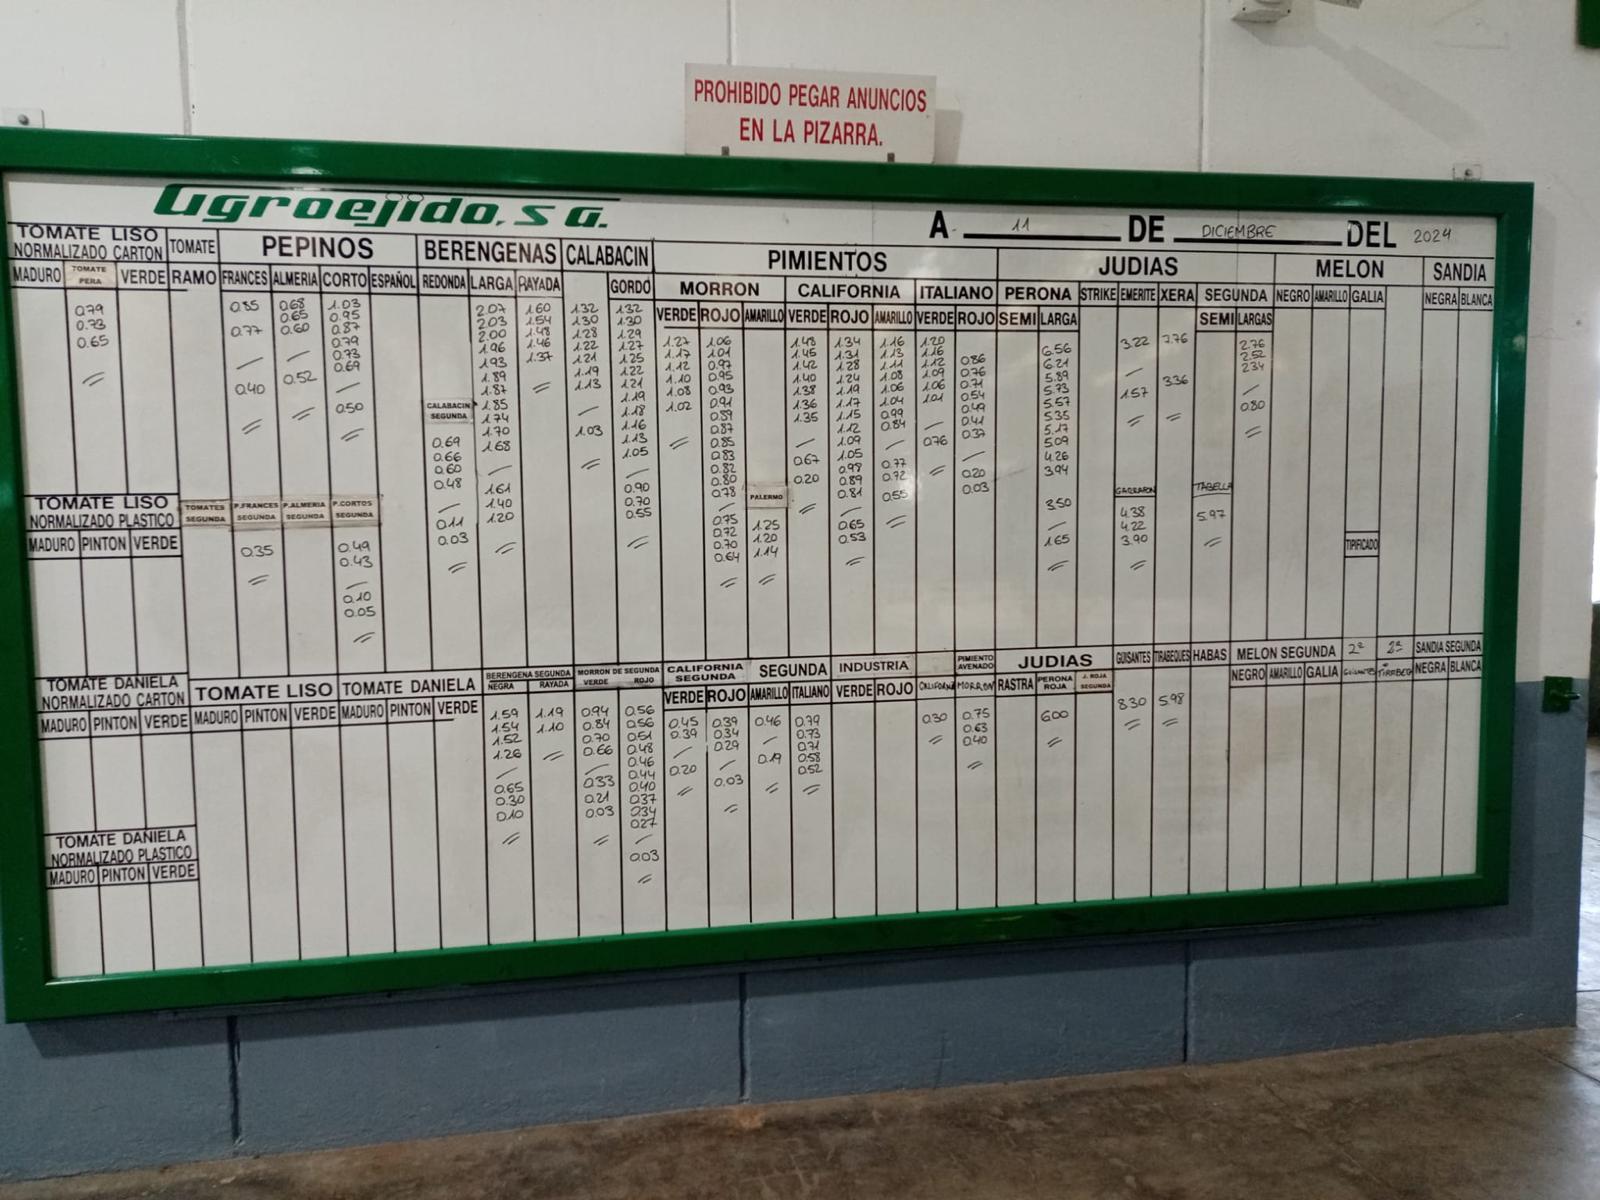 PROHIBIDO PEGAR ANUNCIOS
EN LA PIZARRA.
agroejido, s a.
A 11 DE DICIEMBRE DEL 2024
TOMATE LISO
NORMALIZADO CARTON
TOMATE
PEPINOS
BERENGENAS
CALABACIN
PIMIENTOS
JUDIAS
MELON
SANDIA
MADURO
TOMATE
PERA
VERDE
RAMO
FRANCES
ALMERIA
CORTO
ESPAÑOL
REDONDA
LARGA
RAYADA
GORDO
MORRON
CALIFORNIA
ITALIANO
PERONA
STRIKE
EMERITE
XERA
SEGUNDA
NEGRO
AMARILLO
GALIA
NEGRA
BLANCA
VERDE ROJO AMARILLO VERDE ROJO AMARILLO VERDE ROJO SEMI LARGA SEMI LARGAS
0.79
0.73
0.65
0.85
0.77
0.40
0.68
0.65
0.60
0.52
1.03
0.95
0.87
0.79
0.73
0.69
0.50
2.07
2.03
2.00
1.96
1.93
1.89
1.87
1.85
1.74
1.70
1.68
1.61
1.40
1.20
1.60
1.54
1.48
1.46
1.37
1.32
1.30
1.28
1.22
1.21
1.19
1.13
1.03
1.32
1.30
1.29
1.27
1.25
1.22
1.21
1.19
1.18
1.16
1.13
1.05
0.90
0.70
0.55
1.27
1.17
1.12
1.10
1.08
1.02
1.06
1.01
0.97
0.95
0.93
0.91
0.89
0.87
0.85
0.83
0.82
0.80
0.78
0.75
0.72
0.70
0.64
PALERMO
1.25
1.20
1.14
1.48
1.45
1.42
1.40
1.38
1.36
1.35
0.67
0.20
1.34
1.31
1.28
1.24
1.19
1.17
1.15
1.12
1.09
1.05
0.98
0.89
0.81
0.65
0.53
1.16
1.13
1.11
1.08
1.06
1.04
0.99
0.84
0.77
0.72
0.55
1.20
1.16
1.12
1.09
1.06
1.01
0.76
0.86
0.76
0.71
0.54
0.49
0.41
0.37
0.20
0.03
6.56
6.21
5.89
5.73
5.57
5.35
5.17
5.09
4.26
3.94
3.50
1.65
3.22
1.57
GARRAFON
4.38
4.22
3.90
7.76
3.36
TABELLA
5.97
2.76
2.52
2.34
0.80
TIPIFICADO
CALABACIN
SEGUNDA
0.69
0.66
0.60
0.48
0.11
0.03
TOMATE LISO
NORMALIZADO PLASTICO
MADURO PINTON VERDE
TOMATES
SEGUNDA
P.FRANCES
SEGUNDA
P.ALMERIA
SEGUNDA
P.CORTOS
SEGUNDA
0.35
0.49
0.43
0.10
0.05
TOMATE DANIELA
NORMALIZADO CARTON
MADURO PINTON VERDE
TOMATE LISO
MADURO PINTON VERDE
TOMATE DANIELA
MADURO PINTON VERDE
BERENGENA SEGUNDA
NEGRA RAYADA
MORRON DE SEGUNDA
VERDE ROJO
CALIFORNIA
SEGUNDA
SEGUNDA
INDUSTRIA
PIMIENTO
AVENADO
JUDIAS
GUISANTES
TIRABEQUES
HABAS
MELON SEGUNDA
2ª
2ª
SANDIA SEGUNDA
VERDE ROJO AMARILLO ITALIANO VERDE ROJO CALIFORNIA MORRON RASTRA
PERONA
ROJA
J. ROJA
SEGUNDA
NEGRO AMARILLO GALIA GUISANTES TIRABEQ NEGRA BLANCA
1.59
1.54
1.52
1.26
0.65
0.30
0.10
1.19
1.10
0.94
0.84
0.70
0.66
0.33
0.21
0.03
0.56
0.56
0.51
0.48
0.46
0.44
0.40
0.37
0.34
0.27
0.03
0.45
0.39
0.20
0.39
0.34
0.29
0.03
0.46
0.19
0.79
0.73
0.71
0.58
0.52
0.30
0.75
0.63
0.40
6.00
8.30
5.98
TOMATE DANIELA
NORMALIZADO PLASTICO
MADURO PINTON VERDE